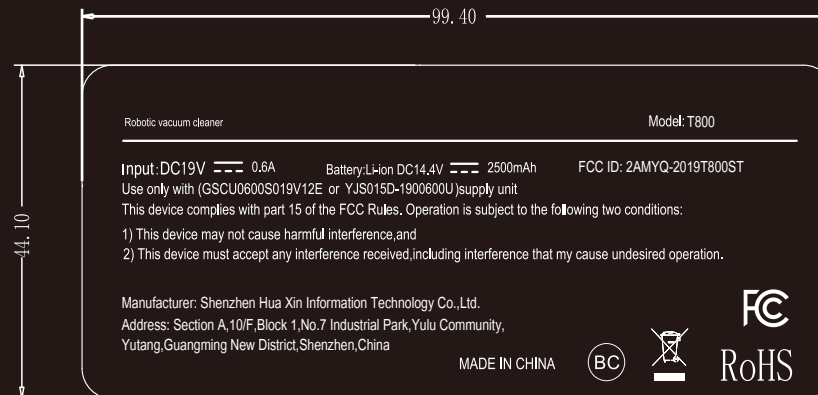 99.40
44.10
Robotic vacuum cleaner Model: T800
Input:DC19V 0.6A Battery:Li-ion DC14.4V 2500mAh FCC ID: 2AMYQ-2019T800ST
Use only with (GSCU0600S019V12E or YJS015D-1900600U)supply unit
This device complies with part 15 of the FCC Rules. Operation is subject to the following two conditions:
1) This device may not cause harmful interference,and
2) This device must accept any interference received,including interference that my cause undesired operation.
Manufacturer: Shenzhen Hua Xin Information Technology Co.,Ltd.
Address: Section A,10/F,Block 1,No.7 Industrial Park,Yulu Community,
Yutang,Guangming New District,Shenzhen,China
MADE IN CHINA BC FC RoHS